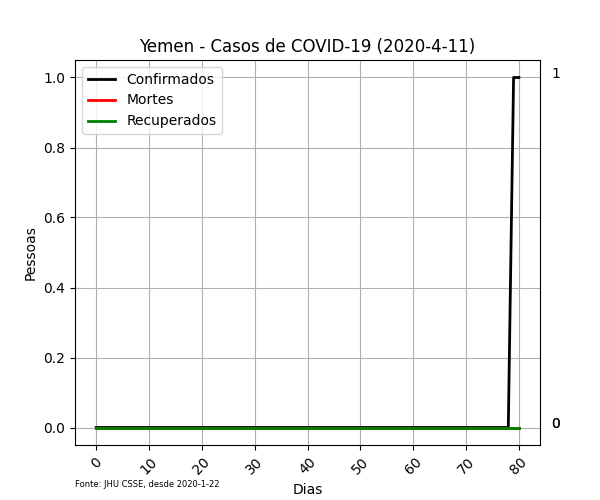 Yemen - Casos de COVID-19 (2020-4-11)
Confirmados
Mortes
Recuperados
1.0
0.8
0.6
0.4
0.2
0.0
Pessoas
1
0
0 10 20 30 40 50 60 70 80
Dias
Fonte: JHU CSSE, desde 2020-1-22